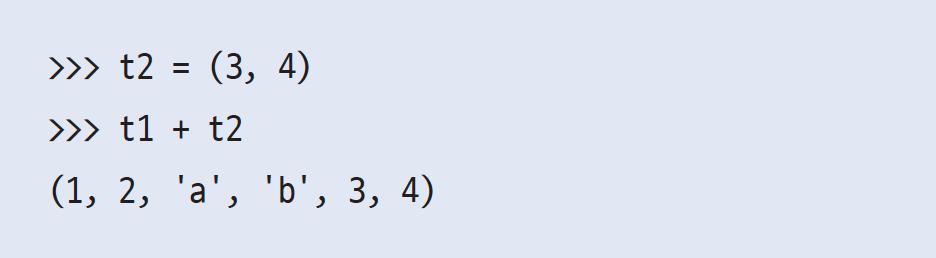 >>> t2 = (3, 4)
>>> t1 + t2
(1, 2, 'a', 'b', 3, 4)